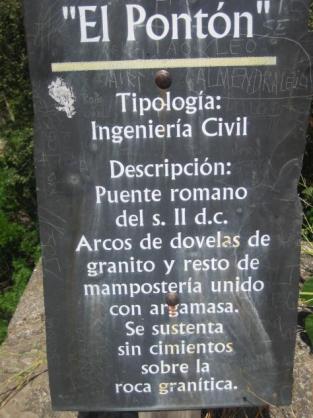 "El Pontón"
Tipología:
Ingeniería Civil
Descripción:
Puente romano
del s. II d.c.
Arcos de dovelas de
granito y resto de
mampostería unido
con argamasa.
Se sustenta
sin cimientos
sobre la
roca granítica.